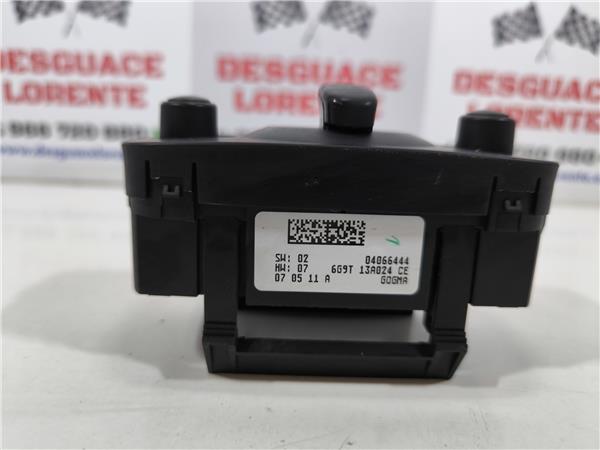 DESGUACE
LORENTE
DESGUACE
LORENTE
DESGUACE
LORENTE
SW: 02
04066444
HW: 07
6G9T 13A024 CE
07 05 11 A
GOGMA